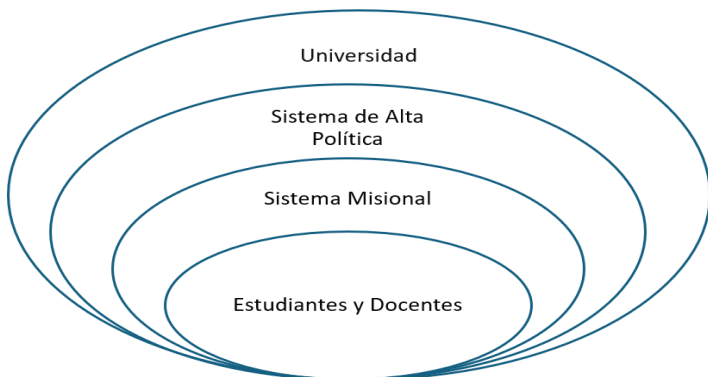 Universidad
Sistema de Alta
Política
Sistema Misional
Estudiantes y Docentes